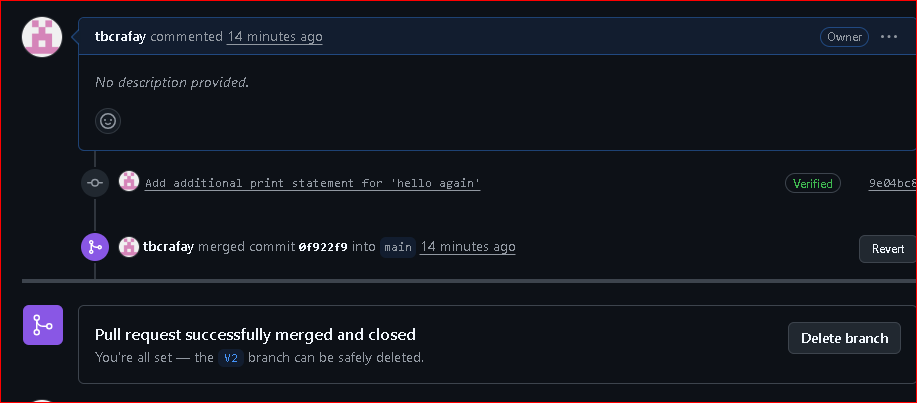 tbcrafay commented 14 minutes ago Owner ...
No description provided.
Add additional print statement for 'hello again' Verified 9e04bc8
tbcrafay merged commit 0f922f9 into main 14 minutes ago Revert
Pull request successfully merged and closed
You're all set — the V2 branch can be safely deleted. Delete branch